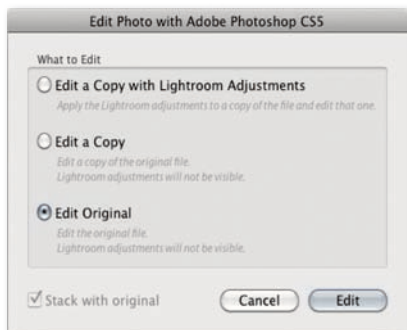 Edit Photo with Adobe Photoshop CS5
What to Edit
Edit a Copy with Lightroom Adjustments
Apply the Lightroom adjustments to a copy of the file and edit that one.
Edit a Copy
Edit a copy of the original file.
Lightroom adjustments will not be visible.
Edit Original
Edit the original file.
Lightroom adjustments will not be visible.
Stack with original
Cancel
Edit